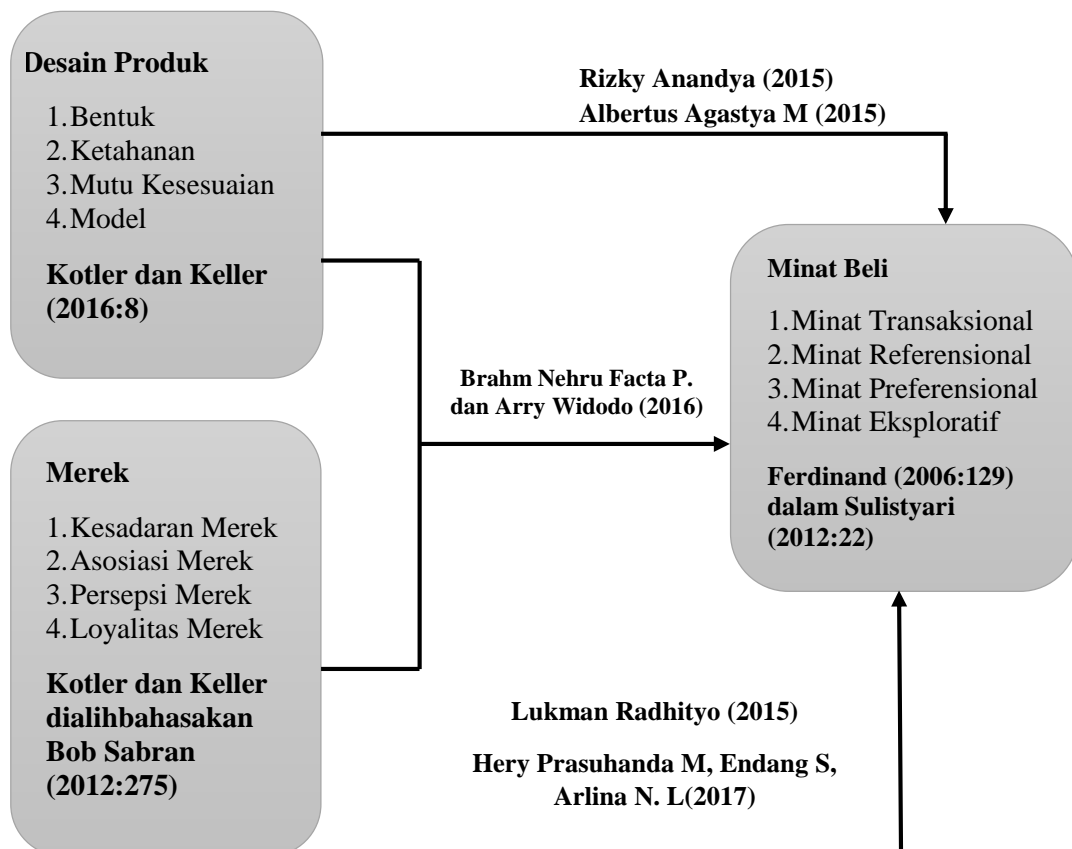 Desain Produk
1.Bentuk
2.Ketahanan
3.Mutu Kesesuaian
4.Model
Kotler dan Keller
(2016:8)
Rizky Anandya (2015)
Albertus Agastya M (2015)
Minat Beli
1.Minat Transaksional
2.Minat Referensional
3.Minat Preferensional
4.Minat Eksploratif
Ferdinand (2006:129)
dalam Sulistyari
(2012:22)
Brahm Nehru Facta P.
dan Arry Widodo (2016)
Merek
1.Kesadaran Merek
2.Asosiasi Merek
3.Persepsi Merek
4.Loyalitas Merek
Kotler dan Keller
dialihbahasakan
Bob Sabran
(2012:275)
Lukman Radhityo (2015)
Hery Prasuhanda M, Endang S,
Arlina N. L(2017)